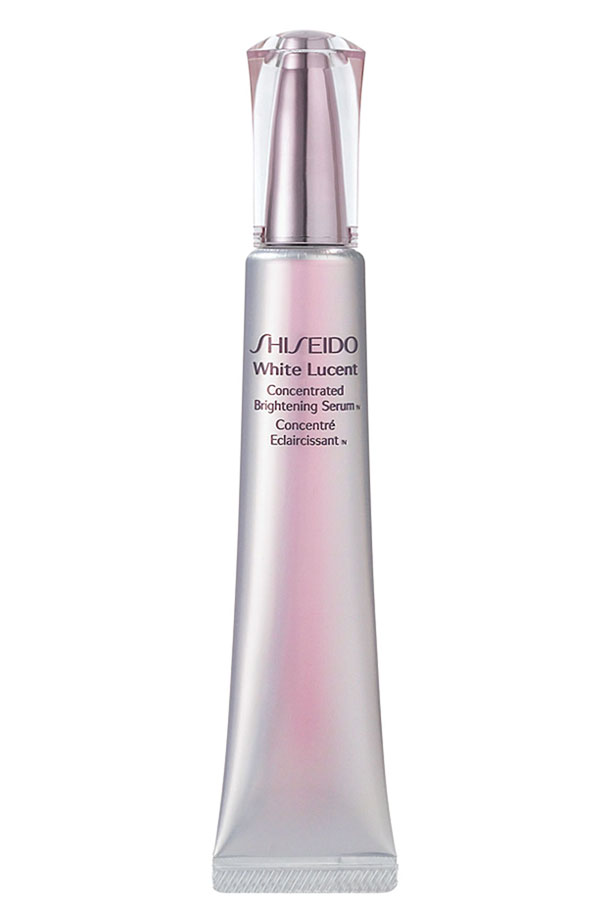 SHISEIDO
White Lucent
Concentrated
Brightening Serum N
Concentré
Eclaircissant N